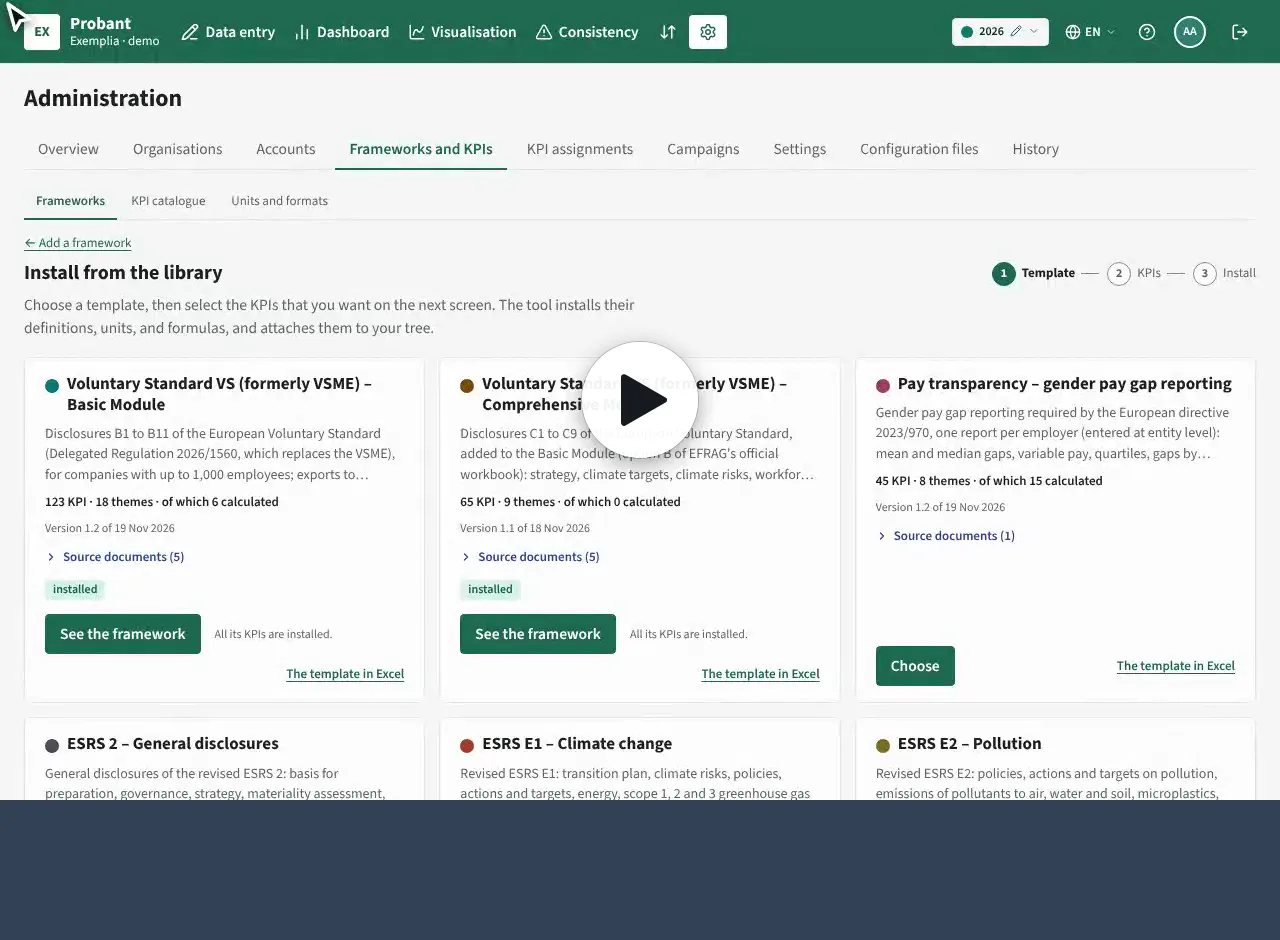 EX
Probant
Exemplia · demo
Data entry
Dashboard
Visualisation
Consistency
2026
EN
AA
Administration
Overview
Organisations
Accounts
Frameworks and KPIs
KPI assignments
Campaigns
Settings
Configuration files
History
Frameworks
KPI catalogue
Units and formats
← Add a framework
Install from the library
1 Template
2 KPIs
3 Install
Choose a template, then select the KPIs that you want on the next screen. The tool installs their
definitions, units, and formulas, and attaches them to your tree.
Voluntary Standard VS (formerly VSME) –
Basic Module
Disclosures B1 to B11 of the European Voluntary Standard
(Delegated Regulation 2026/1560, which replaces the VSME),
for companies with up to 1,000 employees; exports to…
123 KPI · 18 themes · of which 6 calculated
Version 1.2 of 19 Nov 2026
Source documents (5)
installed
See the framework
All its KPIs are installed.
The template in Excel
Voluntary (formerly VSME) –
Comprehensive
Disclosures C1 to C9 of Voluntary Standard,
added to the Basic Module B of EFRAG's official
workbook): strategy, climate targets, climate risks, workfor…
65 KPI · 9 themes · of which 0 calculated
Version 1.1 of 18 Nov 2026
Source documents (5)
installed
See the framework
All its KPIs are installed.
The template in Excel
Pay transparency – gender pay gap reporting
Gender pay gap reporting required by the European directive
2023/970, one report per employer (entered at entity level):
mean and median gaps, variable pay, quartiles, gaps by…
45 KPI · 8 themes · of which 15 calculated
Version 1.2 of 19 Nov 2026
Source documents (1)
Choose
The template in Excel
ESRS 2 – General disclosures
General disclosures of the revised ESRS 2: basis for
preparation, governance, strategy, materiality assessment,
ESRS E1 – Climate change
Revised ESRS E1: transition plan, climate risks, policies,
actions and targets, energy, scope 1, 2 and 3 greenhouse gas
ESRS E2 – Pollution
Revised ESRS E2: policies, actions and targets on pollution,
emissions of pollutants to air, water and soil, microplastics,